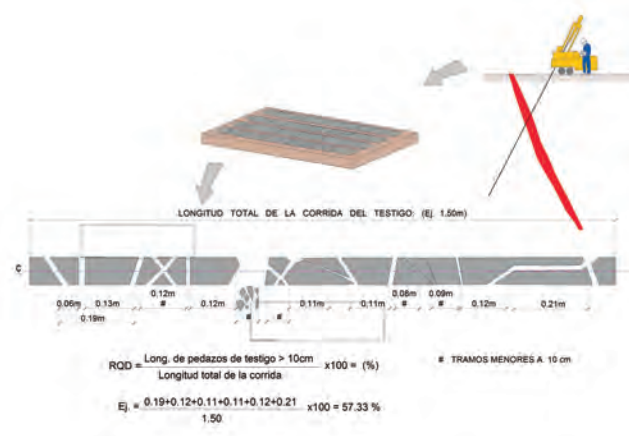 LONGITUD TOTAL DE LA CORRIDA DEL TESTIGO: (Ej. 1.50m)
C
0.12m 0.08m 0.09m
0.06m 0.13m # 0.12m 0.11m 0.11m # # 0.12m 0.21m
# #
0.19m
RQD = Long. de pedazos de testigo > 10cm x100 = (%)
Longitud total de la corrida
# TRAMOS MENORES A 10 cm
Ej. = 0.19+0.12+0.11+0.11+0.12+0.21 x100 = 57.33 %
1.50